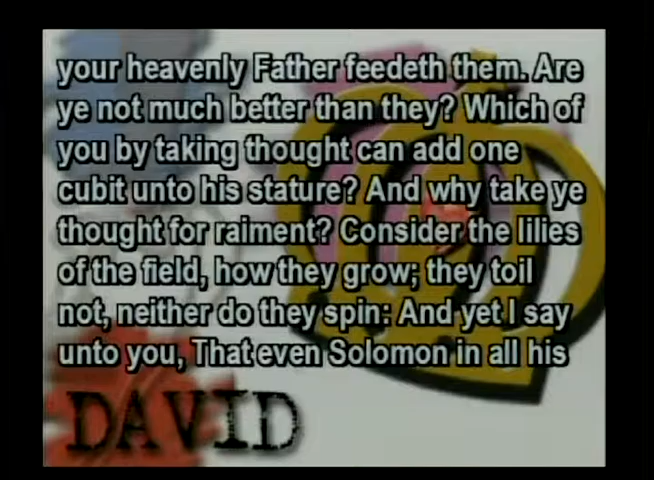 your heavenly Father feedeth them. Are
ye not much better than they? Which of
you by taking thought can add one
cubit unto his stature? And why take ye
thought for raiment? Consider the lilies
of the field, how they grow; they toil
not, neither do they spin: And yet I say
unto you, That even Solomon in all his
DAVID